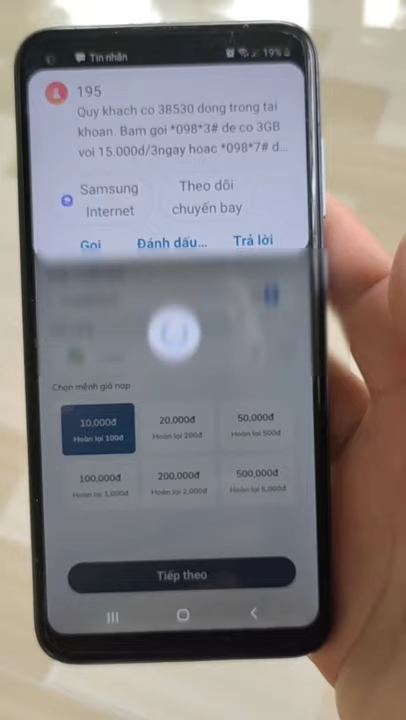 Tin nhắn
19%
195
Quy khach co 38530 dong trong tai
khoan. Bam goi *098*3# de co 3GB
voi 15.000d/3ngay hoac *098*7# d...
Samsung
Internet
Theo dõi
chuyến bay
Gọi Đánh dấu... Trả lời
Chọn mệnh giá nạp
10,000đ 20,000đ 50,000đ
Hoàn lại 100đ Hoàn lại 200đ Hoàn lại 500đ
100,000đ 200,000đ 500,000đ
Hoàn lại 1,000đ Hoàn lại 2,000đ Hoàn lại 5,000đ
Tiếp theo